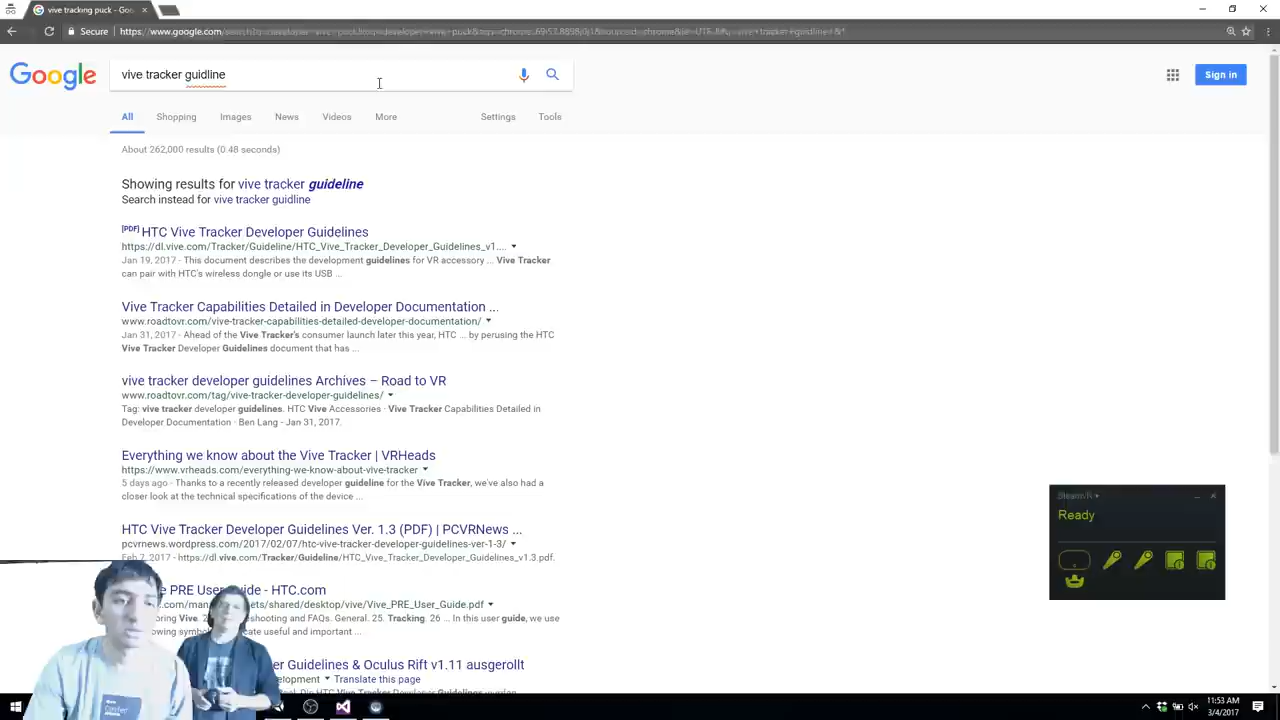 vive tracking puck - Goo
Secure
https://www.google.com
Google
vive tracker guidline
Sign in
All Shopping Images News Videos More Settings Tools
About 262,000 results (0.48 seconds)
Showing results for vive tracker guideline
Search instead for vive tracker guidline
[PDF] HTC Vive Tracker Developer Guidelines
https://dl.vive.com/Tracker/Guideline/HTC_Vive_Tracker_Developer_Guidelines_v1....
Jan 19, 2017 - This document describes the development guidelines for VR accessory ... Vive Tracker
can pair with HTC's wireless dongle or use its USB ...
Vive Tracker Capabilities Detailed in Developer Documentation ...
www.roadtovr.com/vive-tracker-capabilities-detailed-developer-documentation/
Jan 31, 2017 - Ahead of the Vive Tracker's consumer launch later this year, HTC ... by perusing the HTC
Vive Tracker Developer Guidelines document that has ...
vive tracker developer guidelines Archives – Road to VR
www.roadtovr.com/tag/vive-tracker-developer-guidelines/
Tag: vive tracker developer guidelines. HTC Vive Accessories · Vive Tracker Capabilities Detailed in
Developer Documentation · Ben Lang - Jan 31, 2017.
Everything we know about the Vive Tracker | VRHeads
https://www.vrheads.com/everything-we-know-about-vive-tracker
5 days ago - Thanks to a recently released developer guideline for the Vive Tracker, we've also had a
closer look at the technical specifications of the device ...
SteamVR
Ready
HTC Vive Tracker Developer Guidelines Ver. 1.3 (PDF) | PCVRNews ...
pcvrnews.wordpress.com/2017/02/07/htc-vive-tracker-developer-guidelines-ver-1-3/
Feb 7, 2017 - https://dl.vive.com/Tracker/Guideline/HTC_Vive_Tracker_Developer_Guidelines_v1.3.pdf.
PRE User Guide - HTC.com
.com/man ets/shared/desktop/vive/Vive_PRE_User_Guide.pdf
oring Vive. 2 eshooting and FAQs. General. 25. Tracking. 26 ... In this user guide, we use
owing symbo cate useful and important ...
er Guidelines & Oculus Rift v1.11 ausgerollt
elopment Translate this page
11:53 AM
3/4/2017